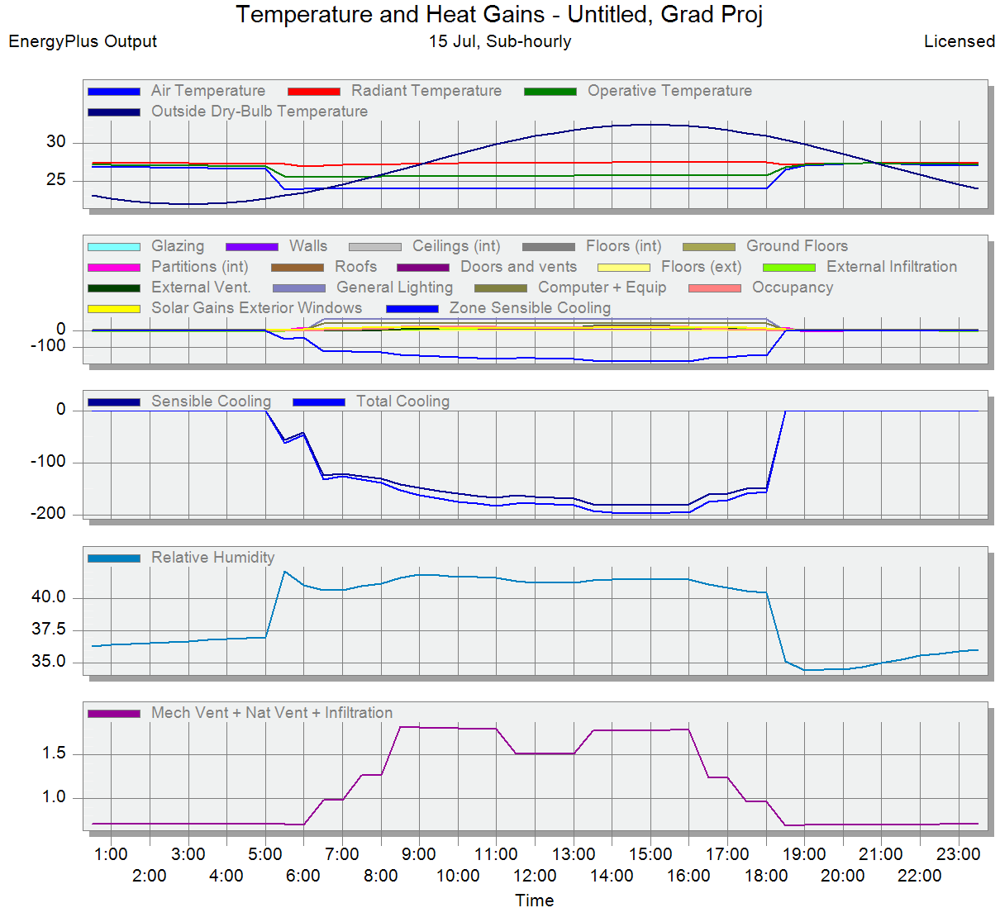 Temperature and Heat Gains - Untitled, Grad Proj
EnergyPlus Output 15 Jul, Sub-hourly Licensed
Air Temperature Radiant Temperature Operative Temperature
Outside Dry-Bulb Temperature
30
25
Glazing Walls Ceilings (int) Floors (int) Ground Floors
Partitions (int) Roofs Doors and vents Floors (ext) External Infiltration
External Vent. General Lighting Computer + Equip Occupancy
Solar Gains Exterior Windows Zone Sensible Cooling
0
-100
Sensible Cooling Total Cooling
0
-100
-200
Relative Humidity
40.0
37.5
35.0
Mech Vent + Nat Vent + Infiltration
1.5
1.0
1:00 3:00 5:00 7:00 9:00 11:00 13:00 15:00 17:00 19:00 21:00 23:00
2:00 4:00 6:00 8:00 10:00 12:00 14:00 16:00 18:00 20:00 22:00
Time